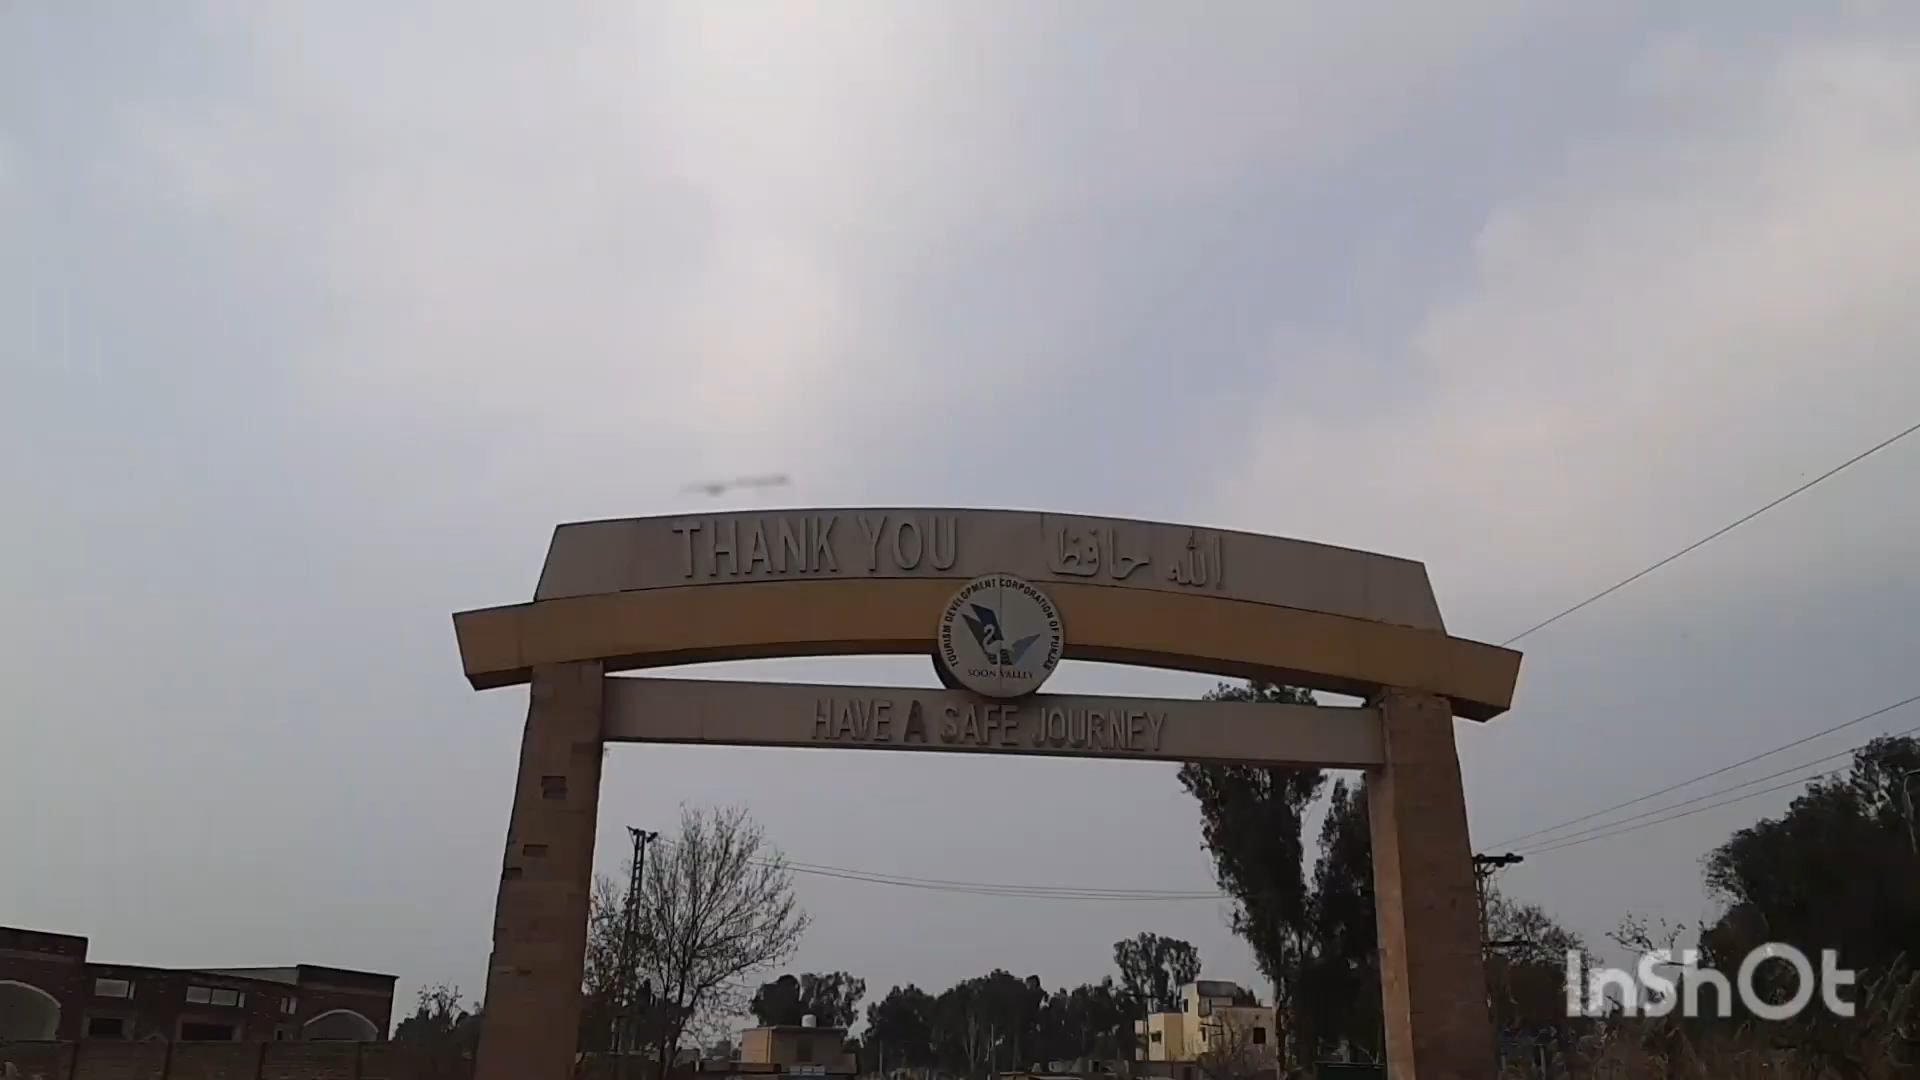 THANK YOU اللہ حافظ
TOURISM DEVELOPMENT CORPORATION OF PUNJAB
SOON VALLEY
HAVE A SAFE JOURNEY
InShOt